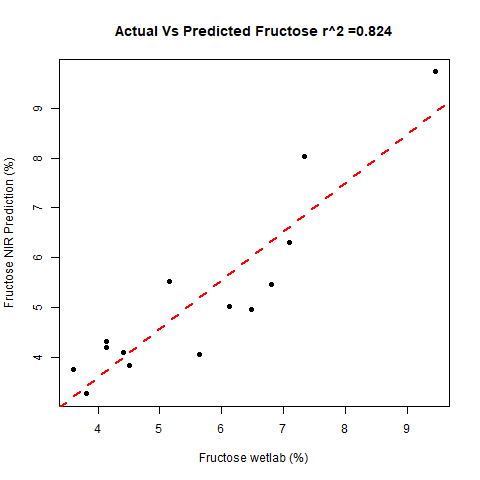 Actual Vs Predicted Fructose r^2 =0.824
Fructose NIR Prediction (%)
9
8
7
6
5
4
4 5 6 7 8 9
Fructose wetlab (%)